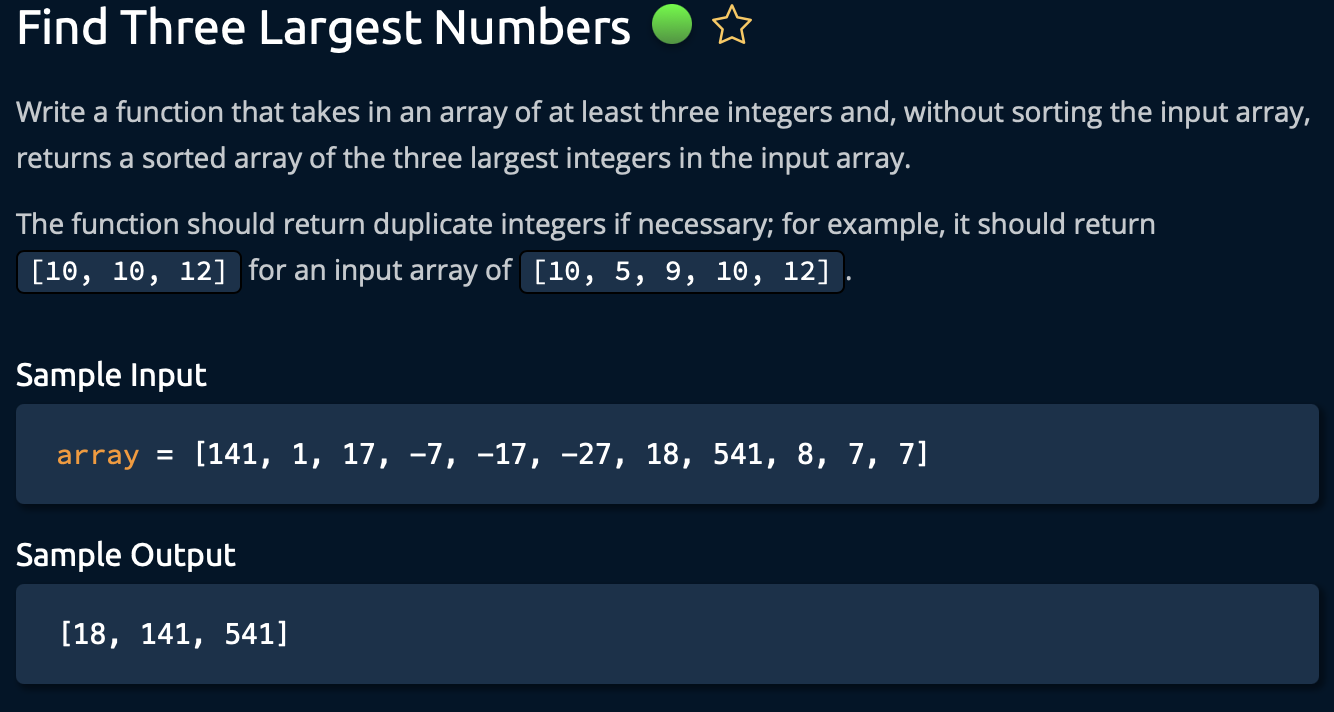 Find Three Largest Numbers
Write a function that takes in an array of at least three integers and, without sorting the input array,
returns a sorted array of the three largest integers in the input array.
The function should return duplicate integers if necessary; for example, it should return
[10, 10, 12] for an input array of [10, 5, 9, 10, 12].
Sample Input
array = [141, 1, 17, -7, -17, -27, 18, 541, 8, 7, 7]
Sample Output
[18, 141, 541]